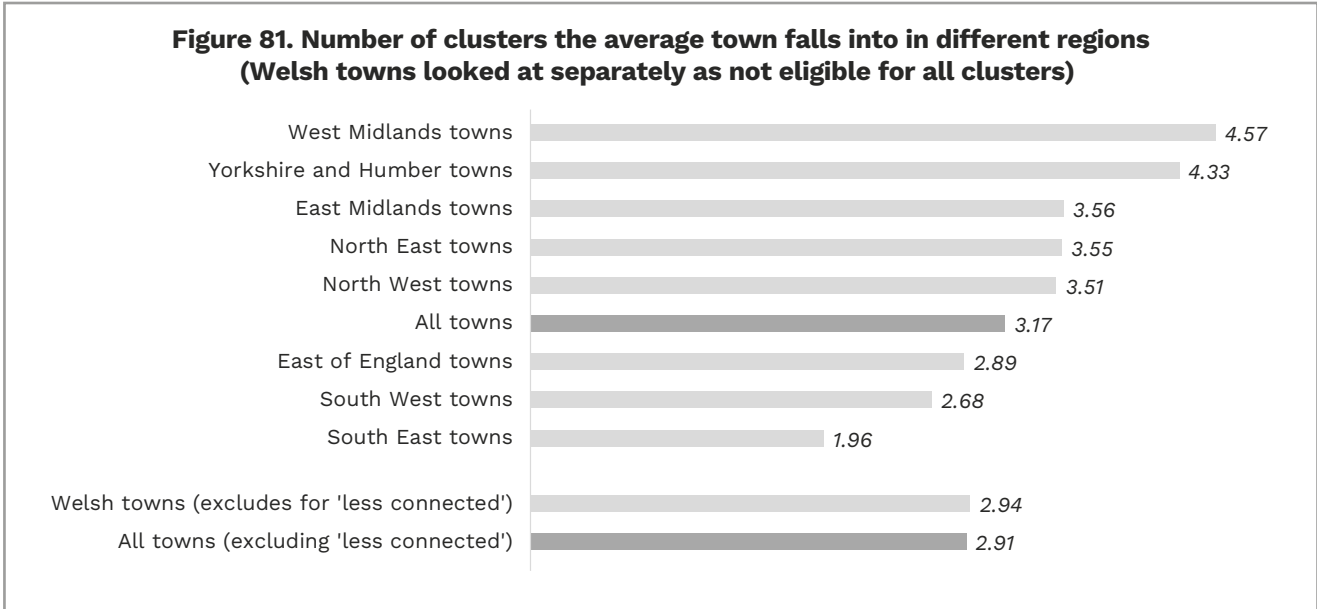 Figure 81. Number of clusters the average town falls into in different regions
(Welsh towns looked at separately as not eligible for all clusters)
West Midlands towns 4.57
Yorkshire and Humber towns 4.33
East Midlands towns 3.56
North East towns 3.55
North West towns 3.51
All towns 3.17
East of England towns 2.89
South West towns 2.68
South East towns 1.96
Welsh towns (excludes for 'less connected') 2.94
All towns (excluding 'less connected') 2.91